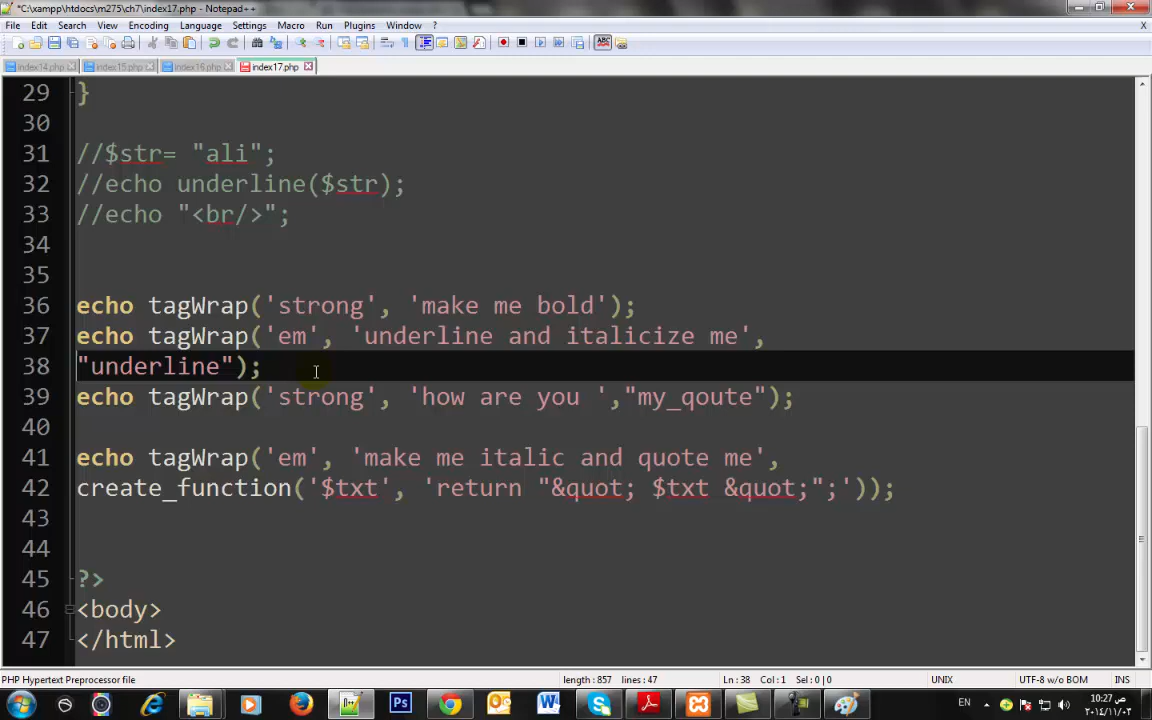 *C:\xampp\htdocs\m275\ch7\index17.php - Notepad++
File Edit Search View Encoding Language Settings Macro Run Plugins Window ?
X
index14.php index15.php index16.php index17.php
29 }
30
31 //$str= "ali";
32 //echo underline($str);
33 //echo "<br/>";
34
35
36 echo tagWrap('strong', 'make me bold');
37 echo tagWrap('em', 'underline and italicize me',
38 "underline");
39 echo tagWrap('strong', 'how are you ',"my_qoute");
40
41 echo tagWrap('em', 'make me italic and quote me',
42 create_function('$txt', 'return "&quot; $txt &quot;";'));
43
44
45 ?>
46 <body>
47 </html>
PHP Hypertext Preprocessor file length : 857 lines : 47 Ln : 38 Col : 1 Sel : 0 | 0 UNIX UTF-8 w/o BOM INS
EN
10:27 ص
٢٠١٤/١١/٠٣